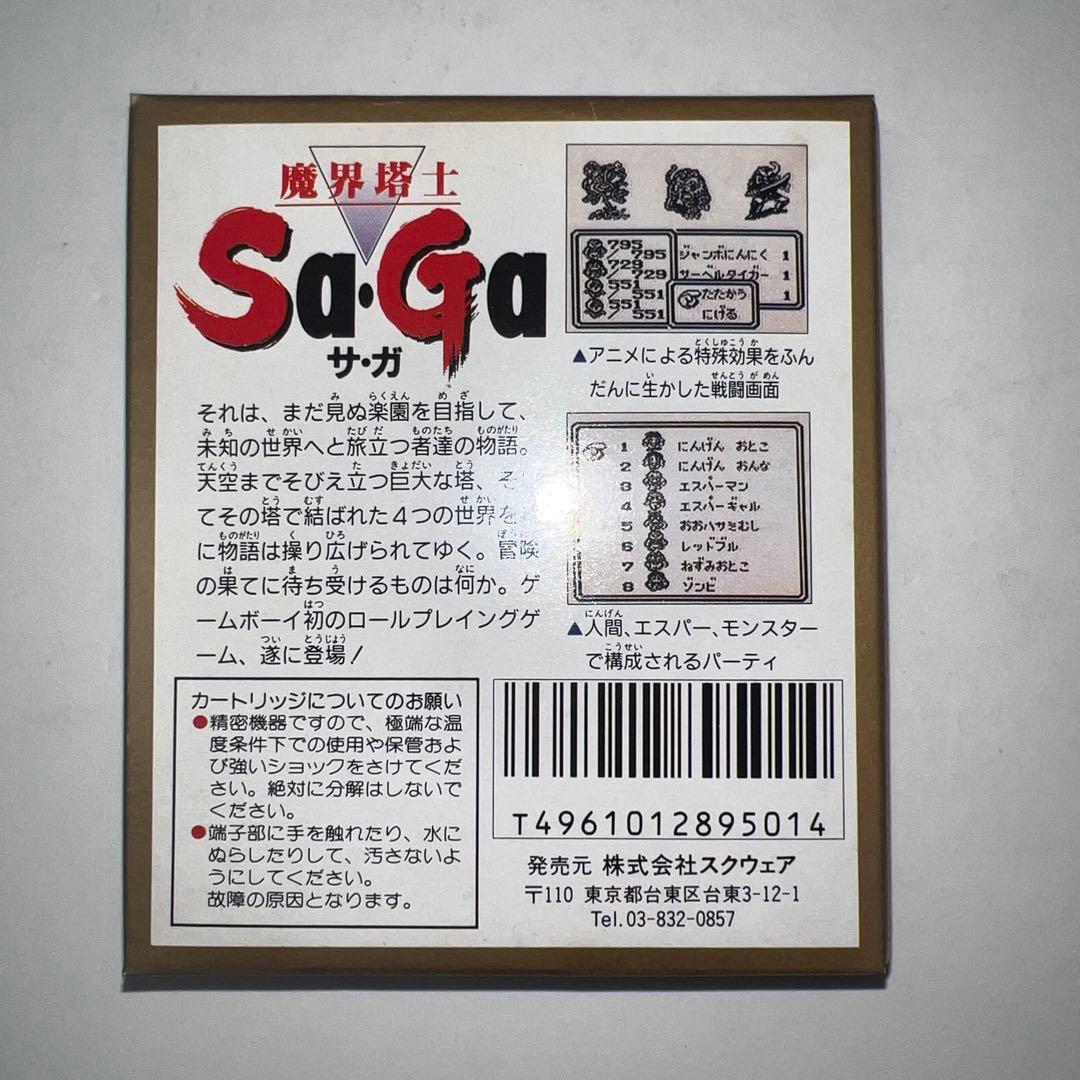 魔界塔士
Sa・Ga
サ・ガ
それは、まだ見ぬ楽園を目指して、
未知の世界へと旅立つ者達の物語。
天空までそびえ立つ巨大な塔、そ
てその塔で結ばれた4つの世界を
に物語は操り広げられてゆく。冒険
の果てに待ち受けるものは何か。ゲ
ームボーイ初のロールプレイングゲ
ーム、遂に登場!
795
/ 795
729
/ 729
551
/ 551
551
/ 551
ジャンボにんにく 1
サーベルタイガー 1
1
たたかう
にげる
▲アニメによる特殊効果をふん
だんに生かした戦闘画面
1 にんげん おとこ
2 にんげん おんな
3 エスパーマン
4 エスパーギャル
5 おおハサミむし
6 レッドブル
7 ねずみおとこ
8 ゾンビ
▲人間、エスパー、モンスター
で構成されるパーティ
カートリッジについてのお願い
●精密機器ですので、極端な温
度条件下での使用や保管およ
び強いショックをさけてくだ
さい。絶対に分解はしないで
ください。
●端子部に手を触れたり、水に
ぬらしたりして、汚さないよ
うにしてください。
故障の原因となります。
T4961012895014
発売元 株式会社スクウェア
〒110 東京都台東区台東3-12-1
Tel.03-832-0857